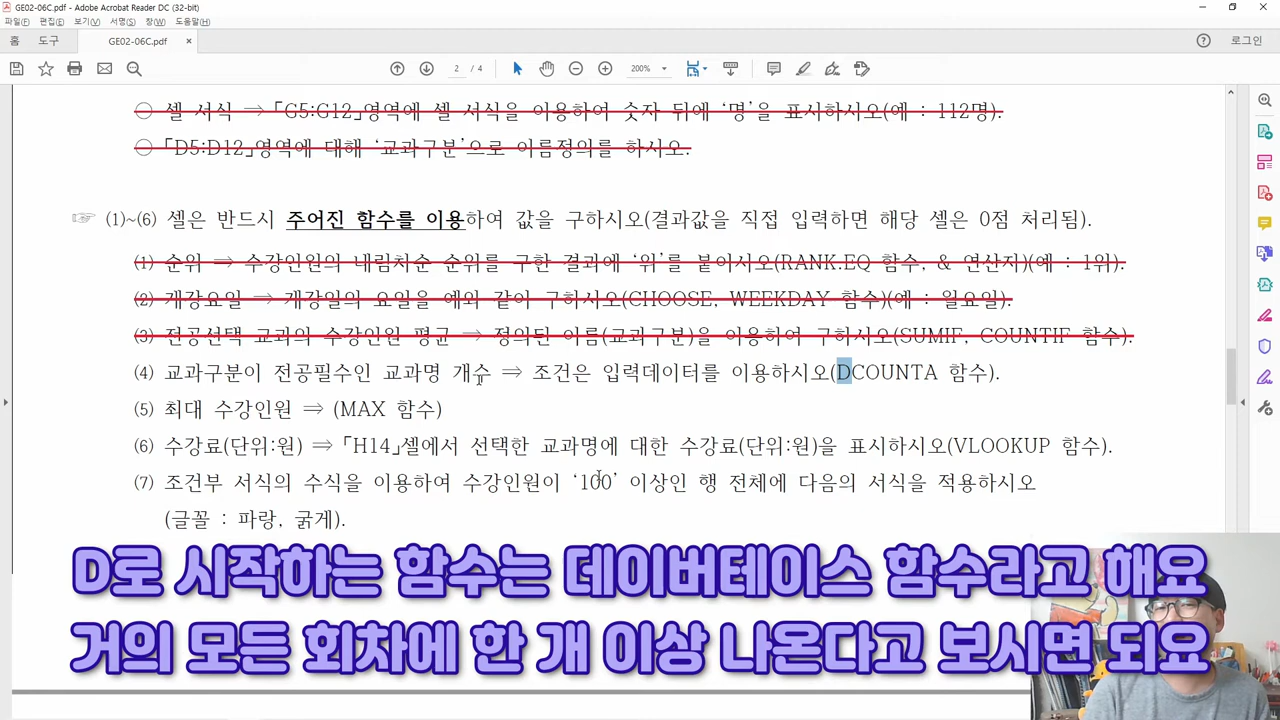 GE02-06C.pdf - Adobe Acrobat Reader DC (32-bit)
파일(F) 편집(E) 보기(V) 서명(S) 창(W) 도움말(H)
홈 도구 GE02-06C.pdf × 로그인
2 / 4 200%
○ 셀 서식 ⇒ 「G5:G12」영역에 셀 서식을 이용하여 숫자 뒤에 ‘명’을 표시하시오(예 : 112명).
○ 「D5:D12」영역에 대해 ‘교과구분’으로 이름정의를 하시오.
☞ (1)~(6) 셀은 반드시 주어진 함수를 이용하여 값을 구하시오(결과값을 직접 입력하면 해당 셀은 0점 처리됨).
(1) 순위 ⇒ 수강인원의 내림차순 순위를 구한 결과에 ‘위’를 붙이시오(RANK.EQ 함수, & 연산자)(예 : 1위).
(2) 개강요일 ⇒ 개강일의 요일을 예와 같이 구하시오(CHOOSE, WEEKDAY 함수)(예 : 일요일).
(3) 전공선택 교과의 수강인원 평균 ⇒ 정의된 이름(교과구분)을 이용하여 구하시오(SUMIF, COUNTIF 함수).
(4) 교과구분이 전공필수인 교과명 개수 ⇒ 조건은 입력데이터를 이용하시오(DCOUNTA 함수).
(5) 최대 수강인원 ⇒ (MAX 함수)
(6) 수강료(단위:원) ⇒ 「H14」셀에서 선택한 교과명에 대한 수강료(단위:원)을 표시하시오(VLOOKUP 함수).
(7) 조건부 서식의 수식을 이용하여 수강인원이 ‘100’ 이상인 행 전체에 다음의 서식을 적용하시오
(글꼴 : 파랑, 굵게).
D로 시작하는 함수는 데이버테이스 함수라고 해요
거의 모든 회차에 한 개 이상 나온다고 보시면 되요